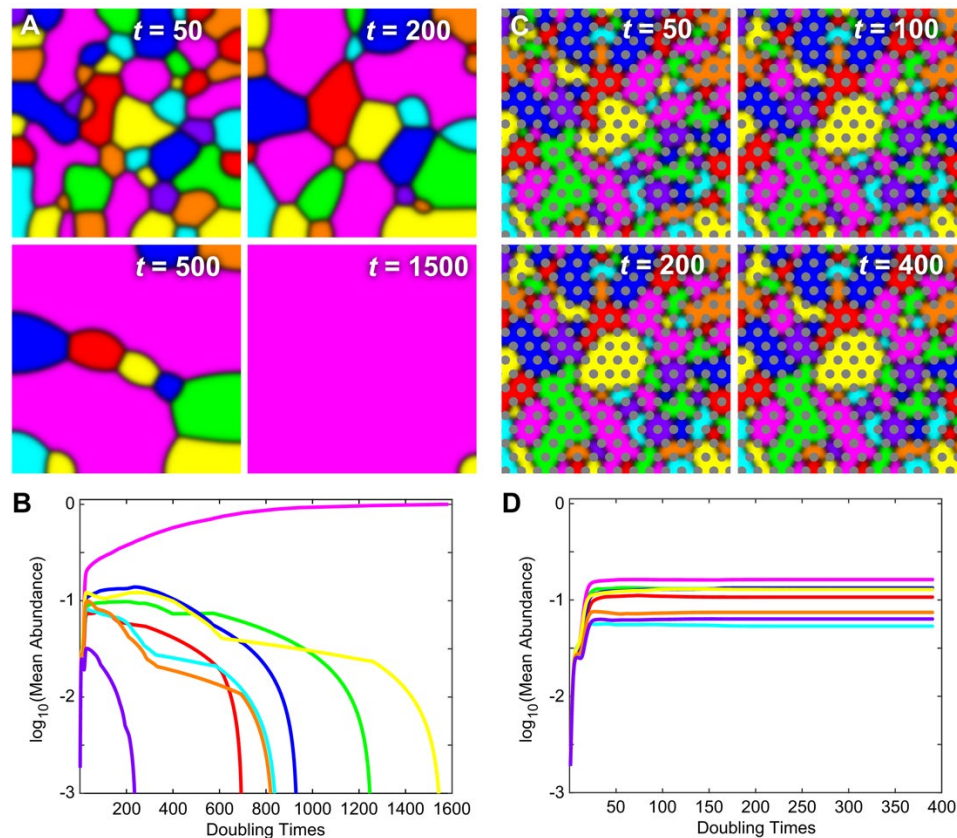 A
t = 50
t = 200
t = 500
t = 1500
B
0
-1
-2
-3
log10(Mean Abundance)
200 400 600 800 1000 1200 1400 1600
Doubling Times
C
t = 50
t = 100
t = 200
t = 400
D
0
-1
-2
-3
log10(Mean Abundance)
50 100 150 200 250 300 350 400
Doubling Times